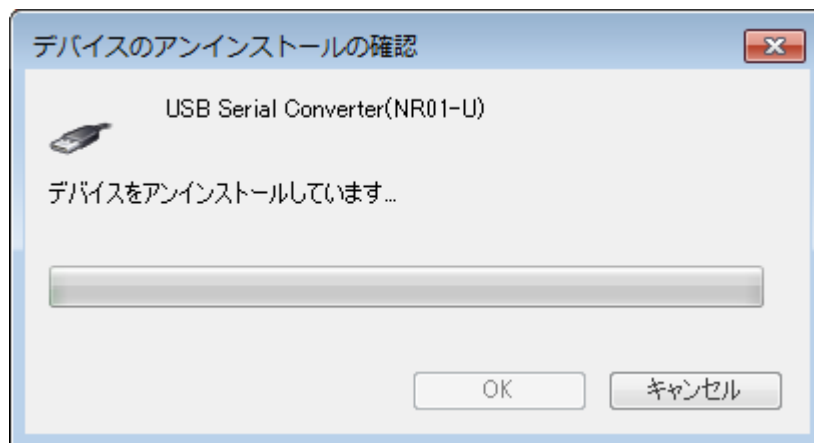 デバイスのアンインストールの確認
USB Serial Converter(NR01-U)
デバイスをアンインストールしています...
OK
キャンセル